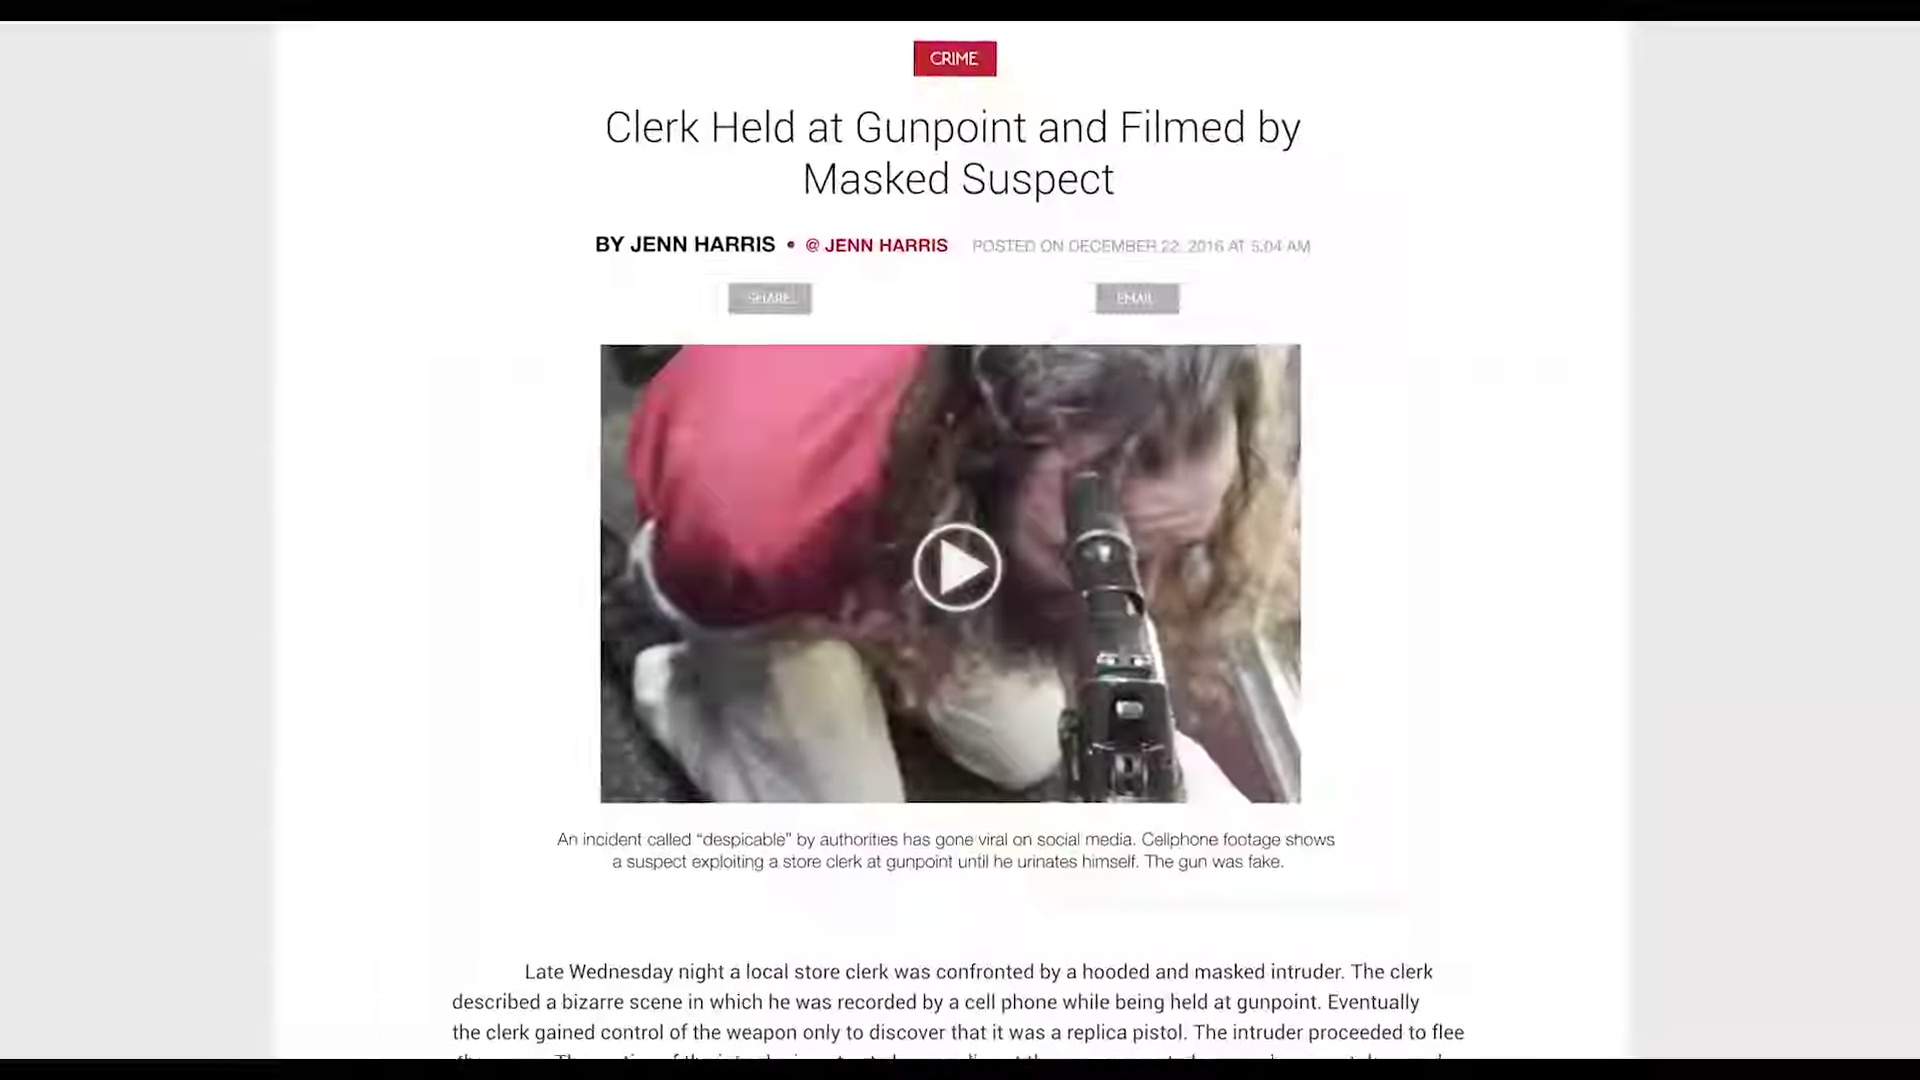 CRIME
Clerk Held at Gunpoint and Filmed by
Masked Suspect
BY JENN HARRIS • @ JENN HARRIS POSTED ON DECEMBER 22, 2016 AT 5:04 AM
SHARE EMAIL
An incident called “despicable” by authorities has gone viral on social media. Cellphone footage shows
a suspect exploiting a store clerk at gunpoint until he urinates himself. The gun was fake.
Late Wednesday night a local store clerk was confronted by a hooded and masked intruder. The clerk
described a bizarre scene in which he was recorded by a cell phone while being held at gunpoint. Eventually
the clerk gained control of the weapon only to discover that it was a replica pistol. The intruder proceeded to flee